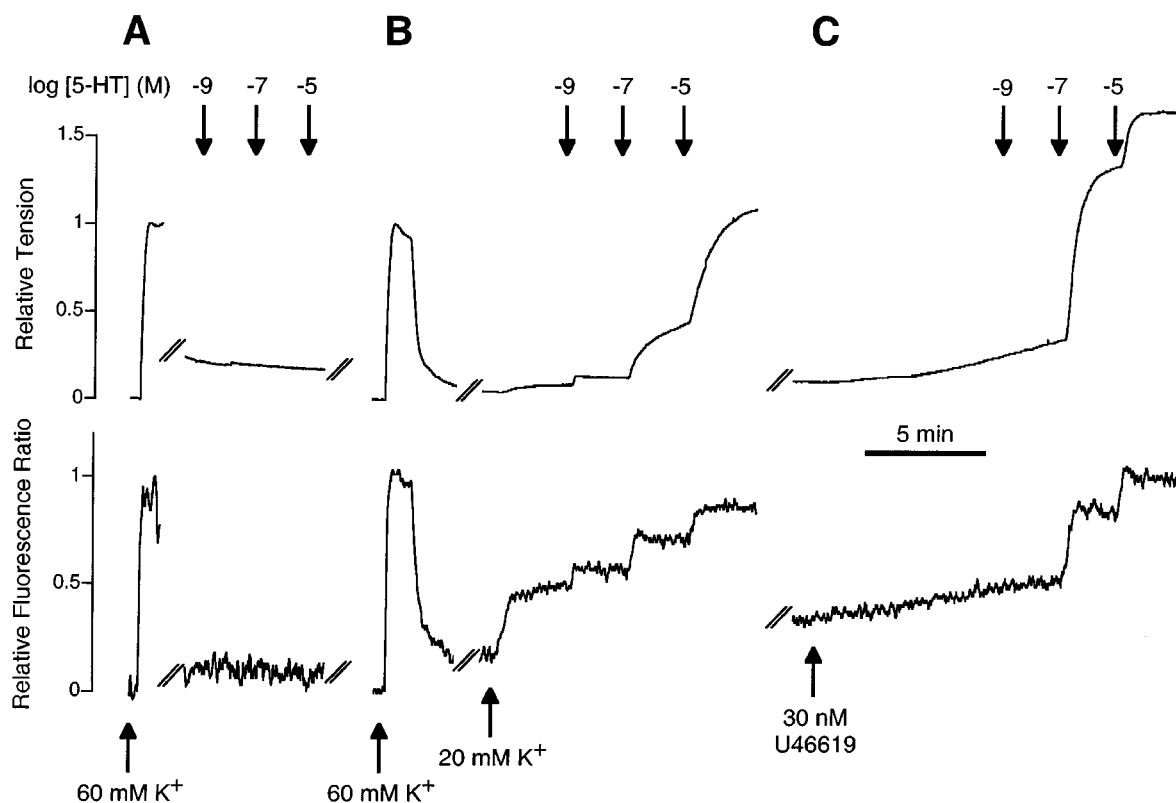 A B C
log [5-HT] (M) -9 -7 -5 -9 -7 -5 -9 -7 -5
Relative Tension
1.5
1
0.5
0
5 min
Relative Fluorescence Ratio
1
0.5
0
60 mM K+
60 mM K+
20 mM K+
30 nM
U46619